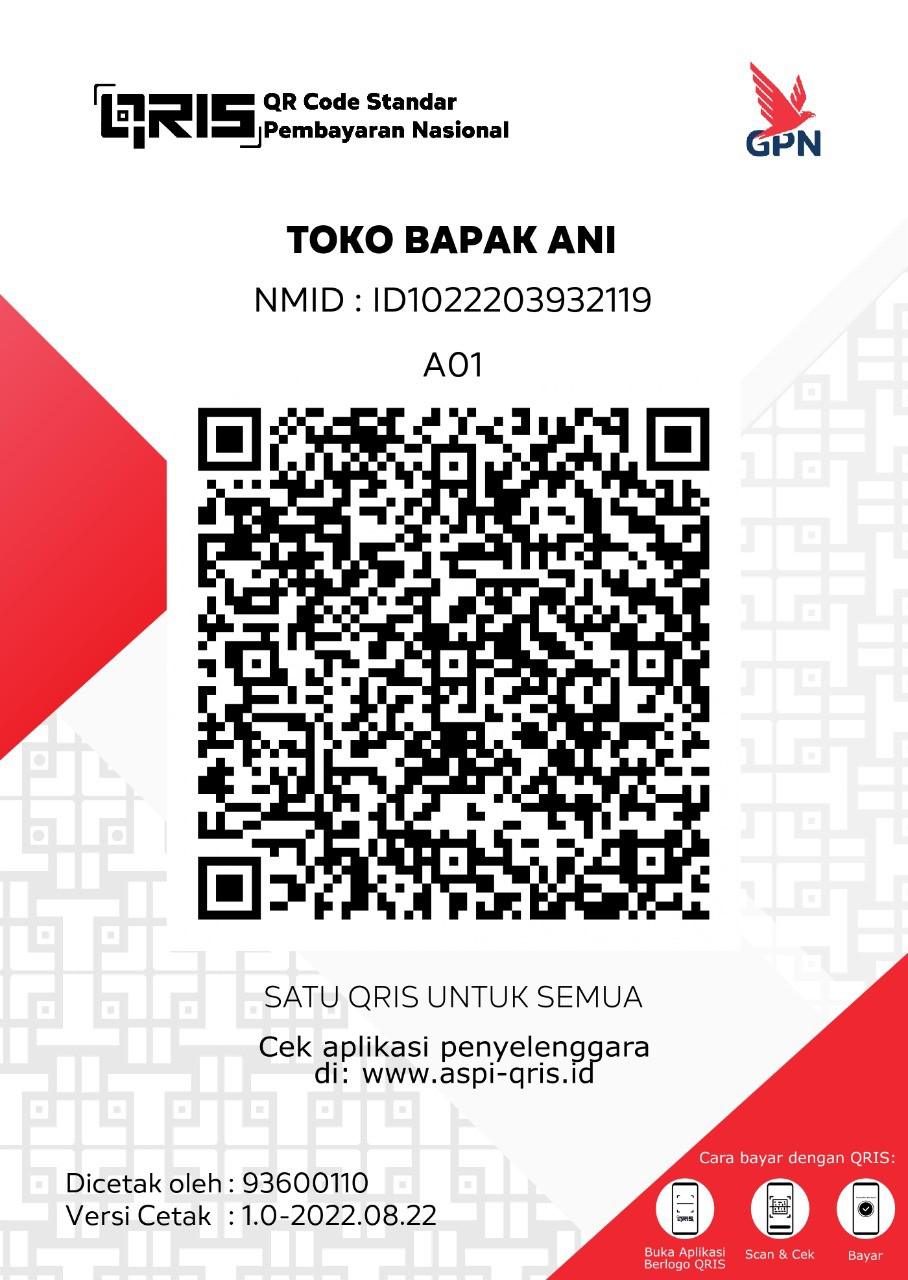 QRIS QR Code Standar
Pembayaran Nasional
GPN
TOKO BAPAK ANI
NMID : ID1022203932119
A01
SATU QRIS UNTUK SEMUA
Cek aplikasi penyelenggara
di: www.aspi-qris.id
Dicetak oleh : 93600110
Versi Cetak : 1.0-2022.08.22
Cara bayar dengan QRIS:
QRIS
Buka Aplikasi
Berlogo QRIS
Scan & Cek
Bayar